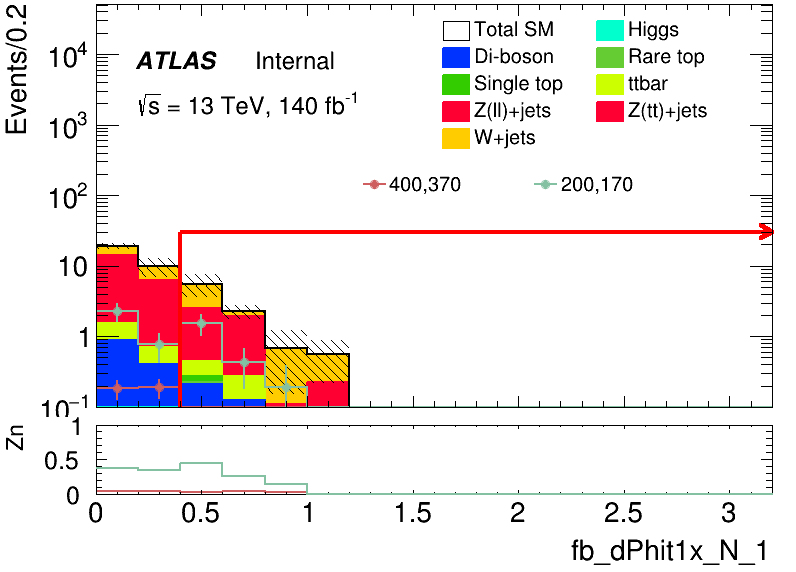 Events/0.2
10⁴
10³
10²
10
1
10⁻¹
ATLAS Internal
√s = 13 TeV, 140 fb⁻¹
Total SM
Higgs
Di-boson
Rare top
Single top
ttbar
Z(ll)+jets
Z(tt)+jets
W+jets
400,370
200,170
Zn
1
0.5
0
0 0.5 1 1.5 2 2.5 3
fb_dPhit1x_N_1